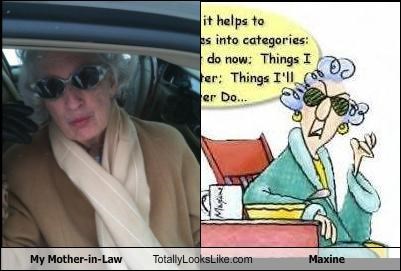 it helps to
es into categories:
do now;  Things I
ter;  Things I'll
er Do...
Maxine
My Mother-in-Law TotallyLooksLike.com Maxine